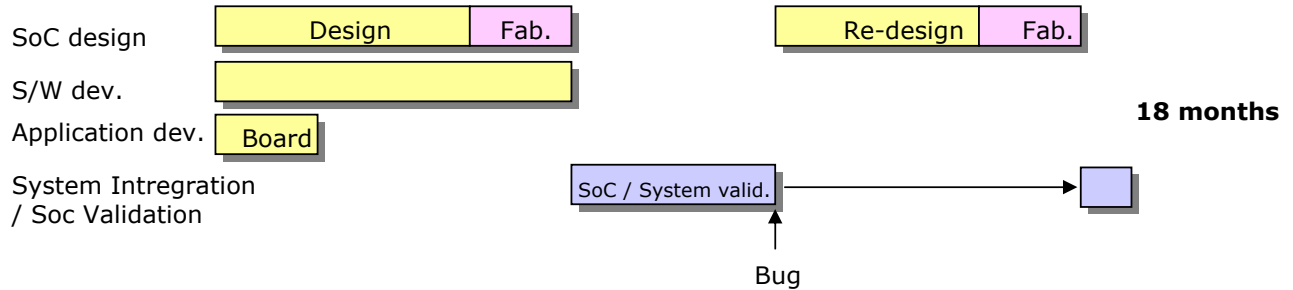 SoC design
Design
Fab.
Re-design
Fab.
S/W dev.
18 months
Application dev.
Board
System Intregration
/ Soc Validation
SoC / System valid.
Bug